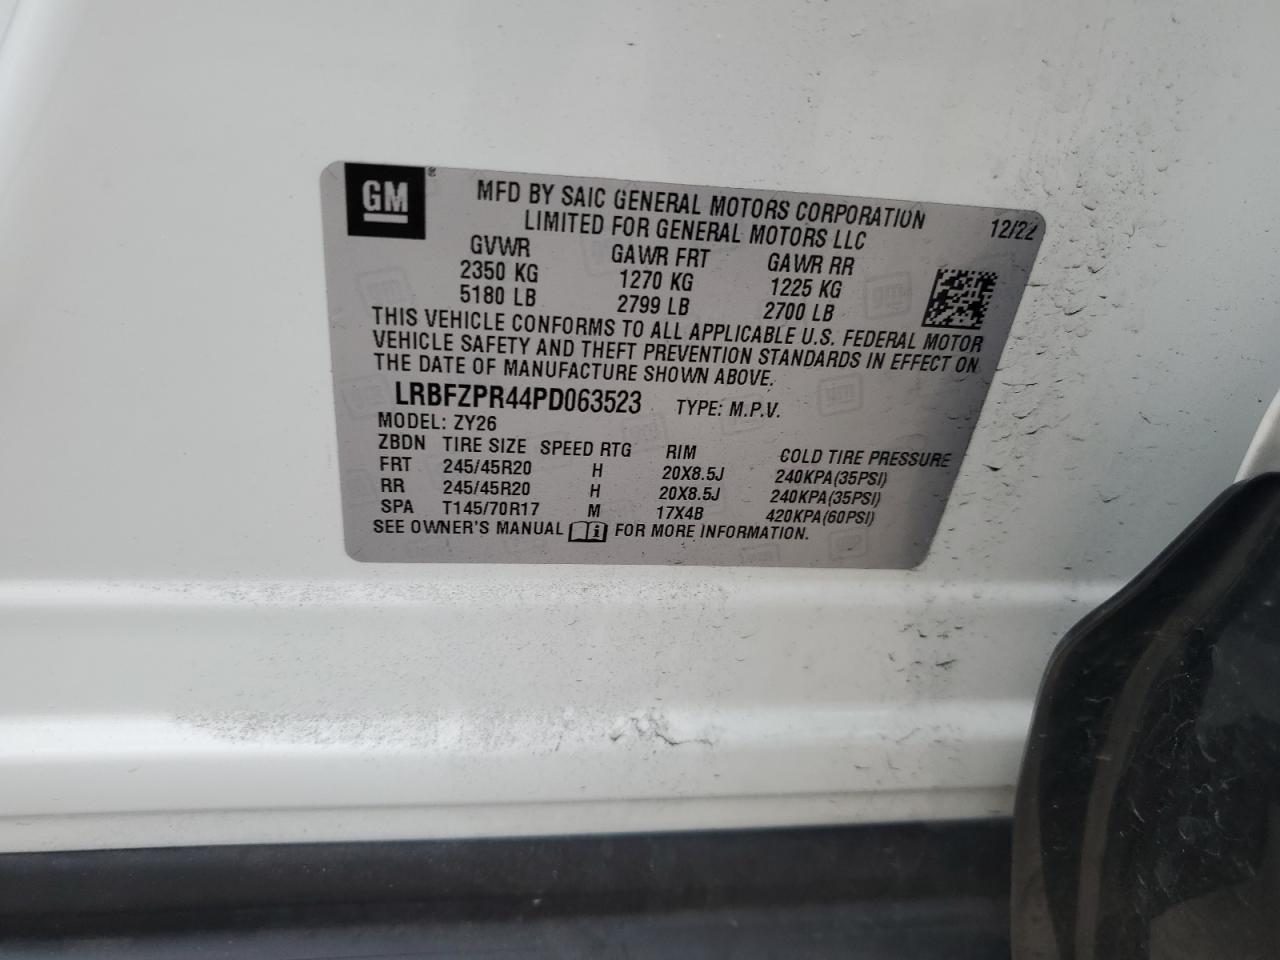 GM ®
MFD BY SAIC GENERAL MOTORS CORPORATION
LIMITED FOR GENERAL MOTORS LLC
12/22
GVWR GAWR FRT GAWR RR
2350 KG 1270 KG 1225 KG
5180 LB 2799 LB 2700 LB
THIS VEHICLE CONFORMS TO ALL APPLICABLE U.S. FEDERAL MOTOR
VEHICLE SAFETY AND THEFT PREVENTION STANDARDS IN EFFECT ON
THE DATE OF MANUFACTURE SHOWN ABOVE.
LRBFZPR44PD063523 TYPE: M.P.V.
MODEL: ZY26
ZBDN TIRE SIZE SPEED RTG RIM COLD TIRE PRESSURE
FRT 245/45R20 H 20X8.5J 240KPA(35PSI)
RR 245/45R20 H 20X8.5J 240KPA(35PSI)
SPA T145/70R17 M 17X4B 420KPA(60PSI)
SEE OWNER'S MANUAL i FOR MORE INFORMATION.